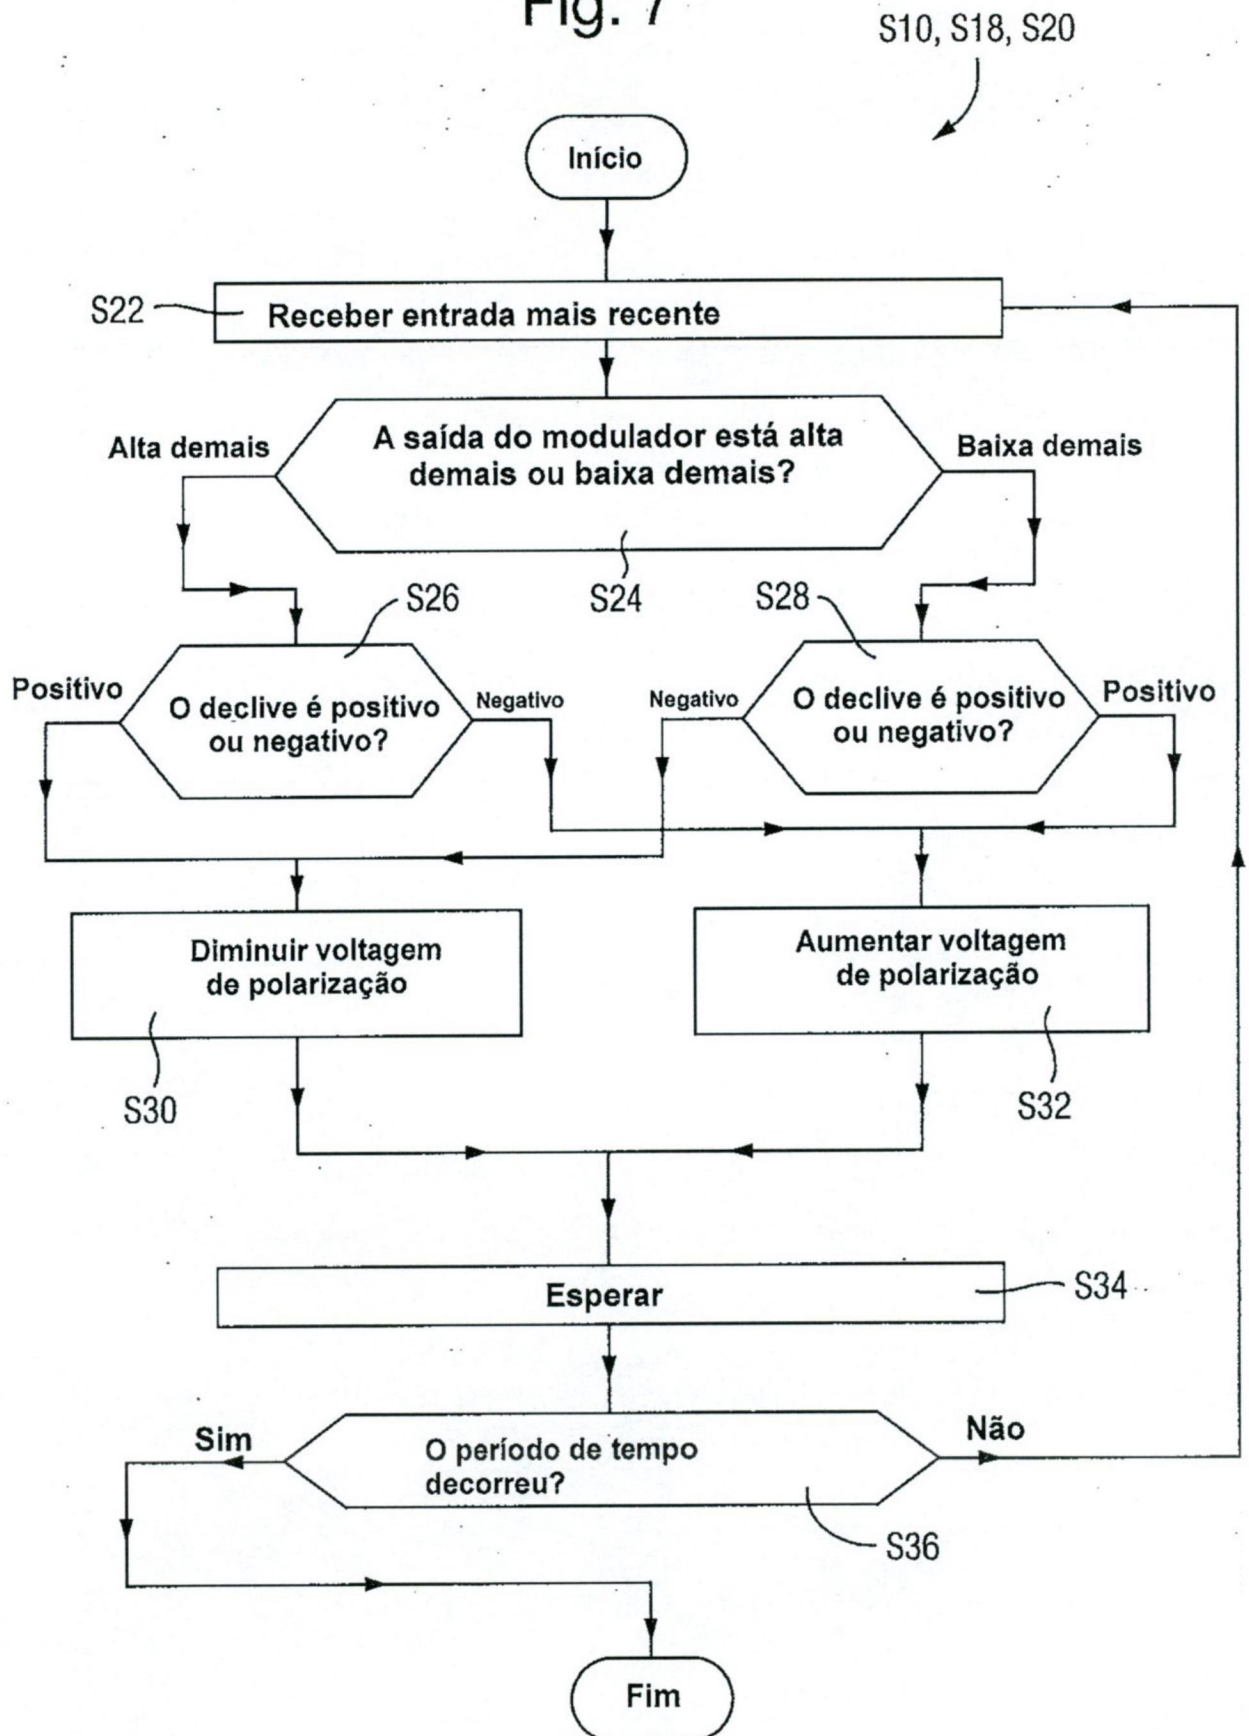 Fig. 7
S10, S18, S20
Início
S22
Receber entrada mais recente
Alta demais
A saída do modulador está alta
demais ou baixa demais?
Baixa demais
S26
S24
S28
Positivo
O declive é positivo
ou negativo?
Negativo
Negativo
O declive é positivo
ou negativo?
Positivo
Diminuir voltagem
de polarização
Aumentar voltagem
de polarização
S30
S32
Esperar
S34
Sim
O período de tempo
decorreu?
Não
S36
Fim